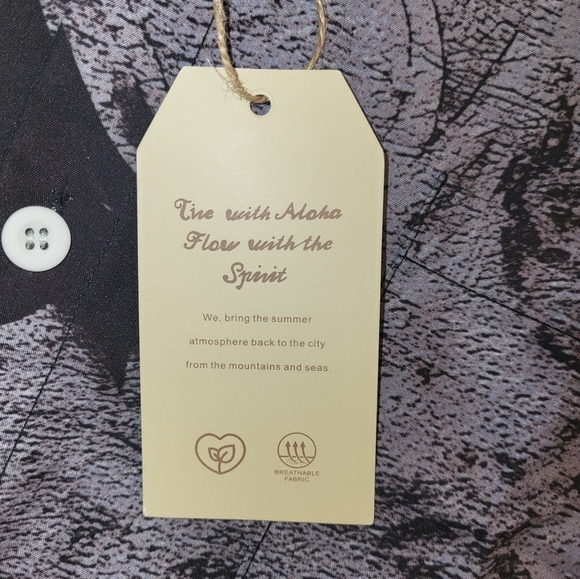 Live with Aloha
Flow with the
Spirit
We, bring the summer
atmosphere back to the city
from the mountains and seas.
BREATHABLE
FABRIC